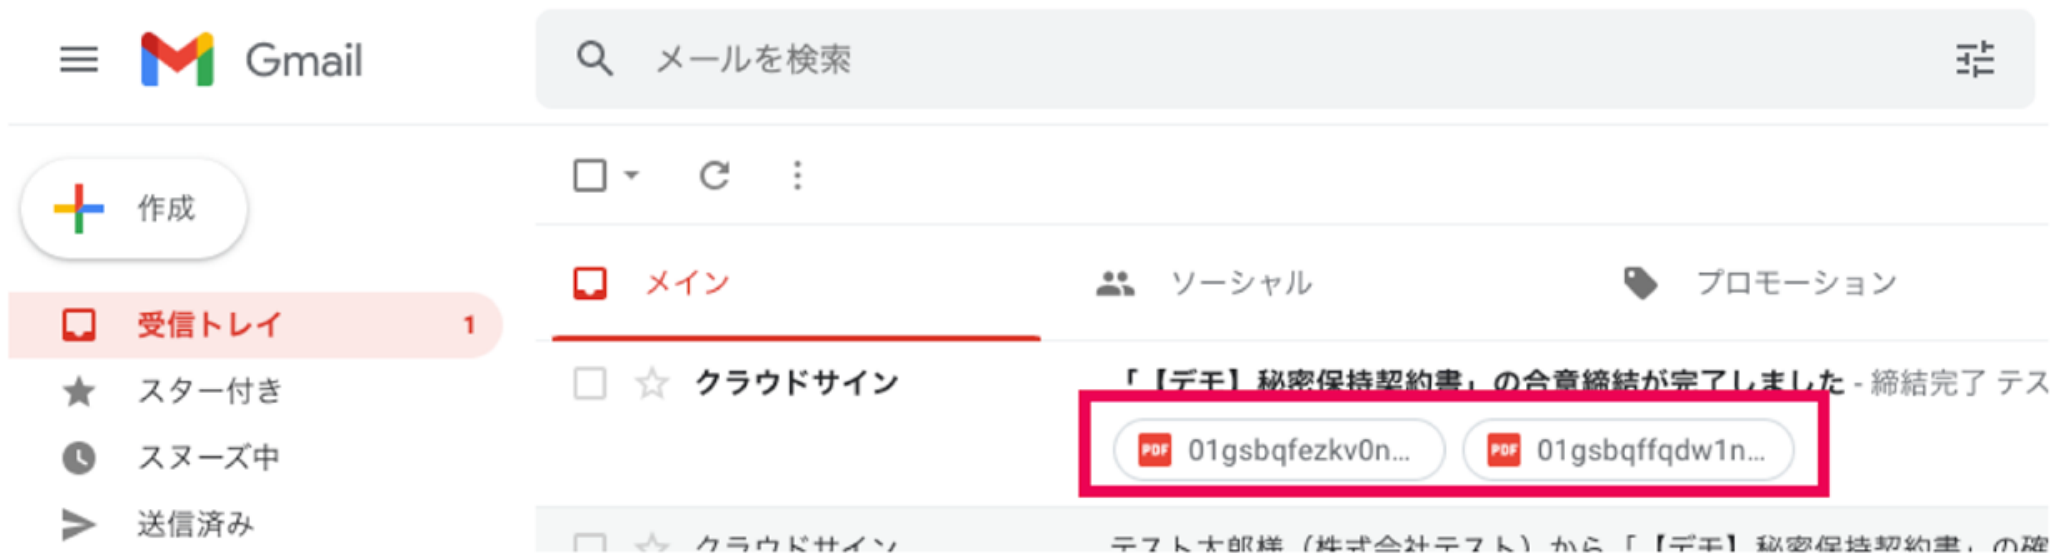 Gmail
メールを検索
作成
メイン
ソーシャル
プロモーション
受信トレイ 1
スター付き
スヌーズ中
送信済み
クラウドサイン 「【デモ】秘密保持契約書」の合意締結が完了しました - 締結完了 テス
PDF 01gsbqfezkv0n...
PDF 01gsbqffqdw1n...
クラウドサイン テスト太郎様（株式会社テスト）から「【デモ】秘密保持契約書」の確